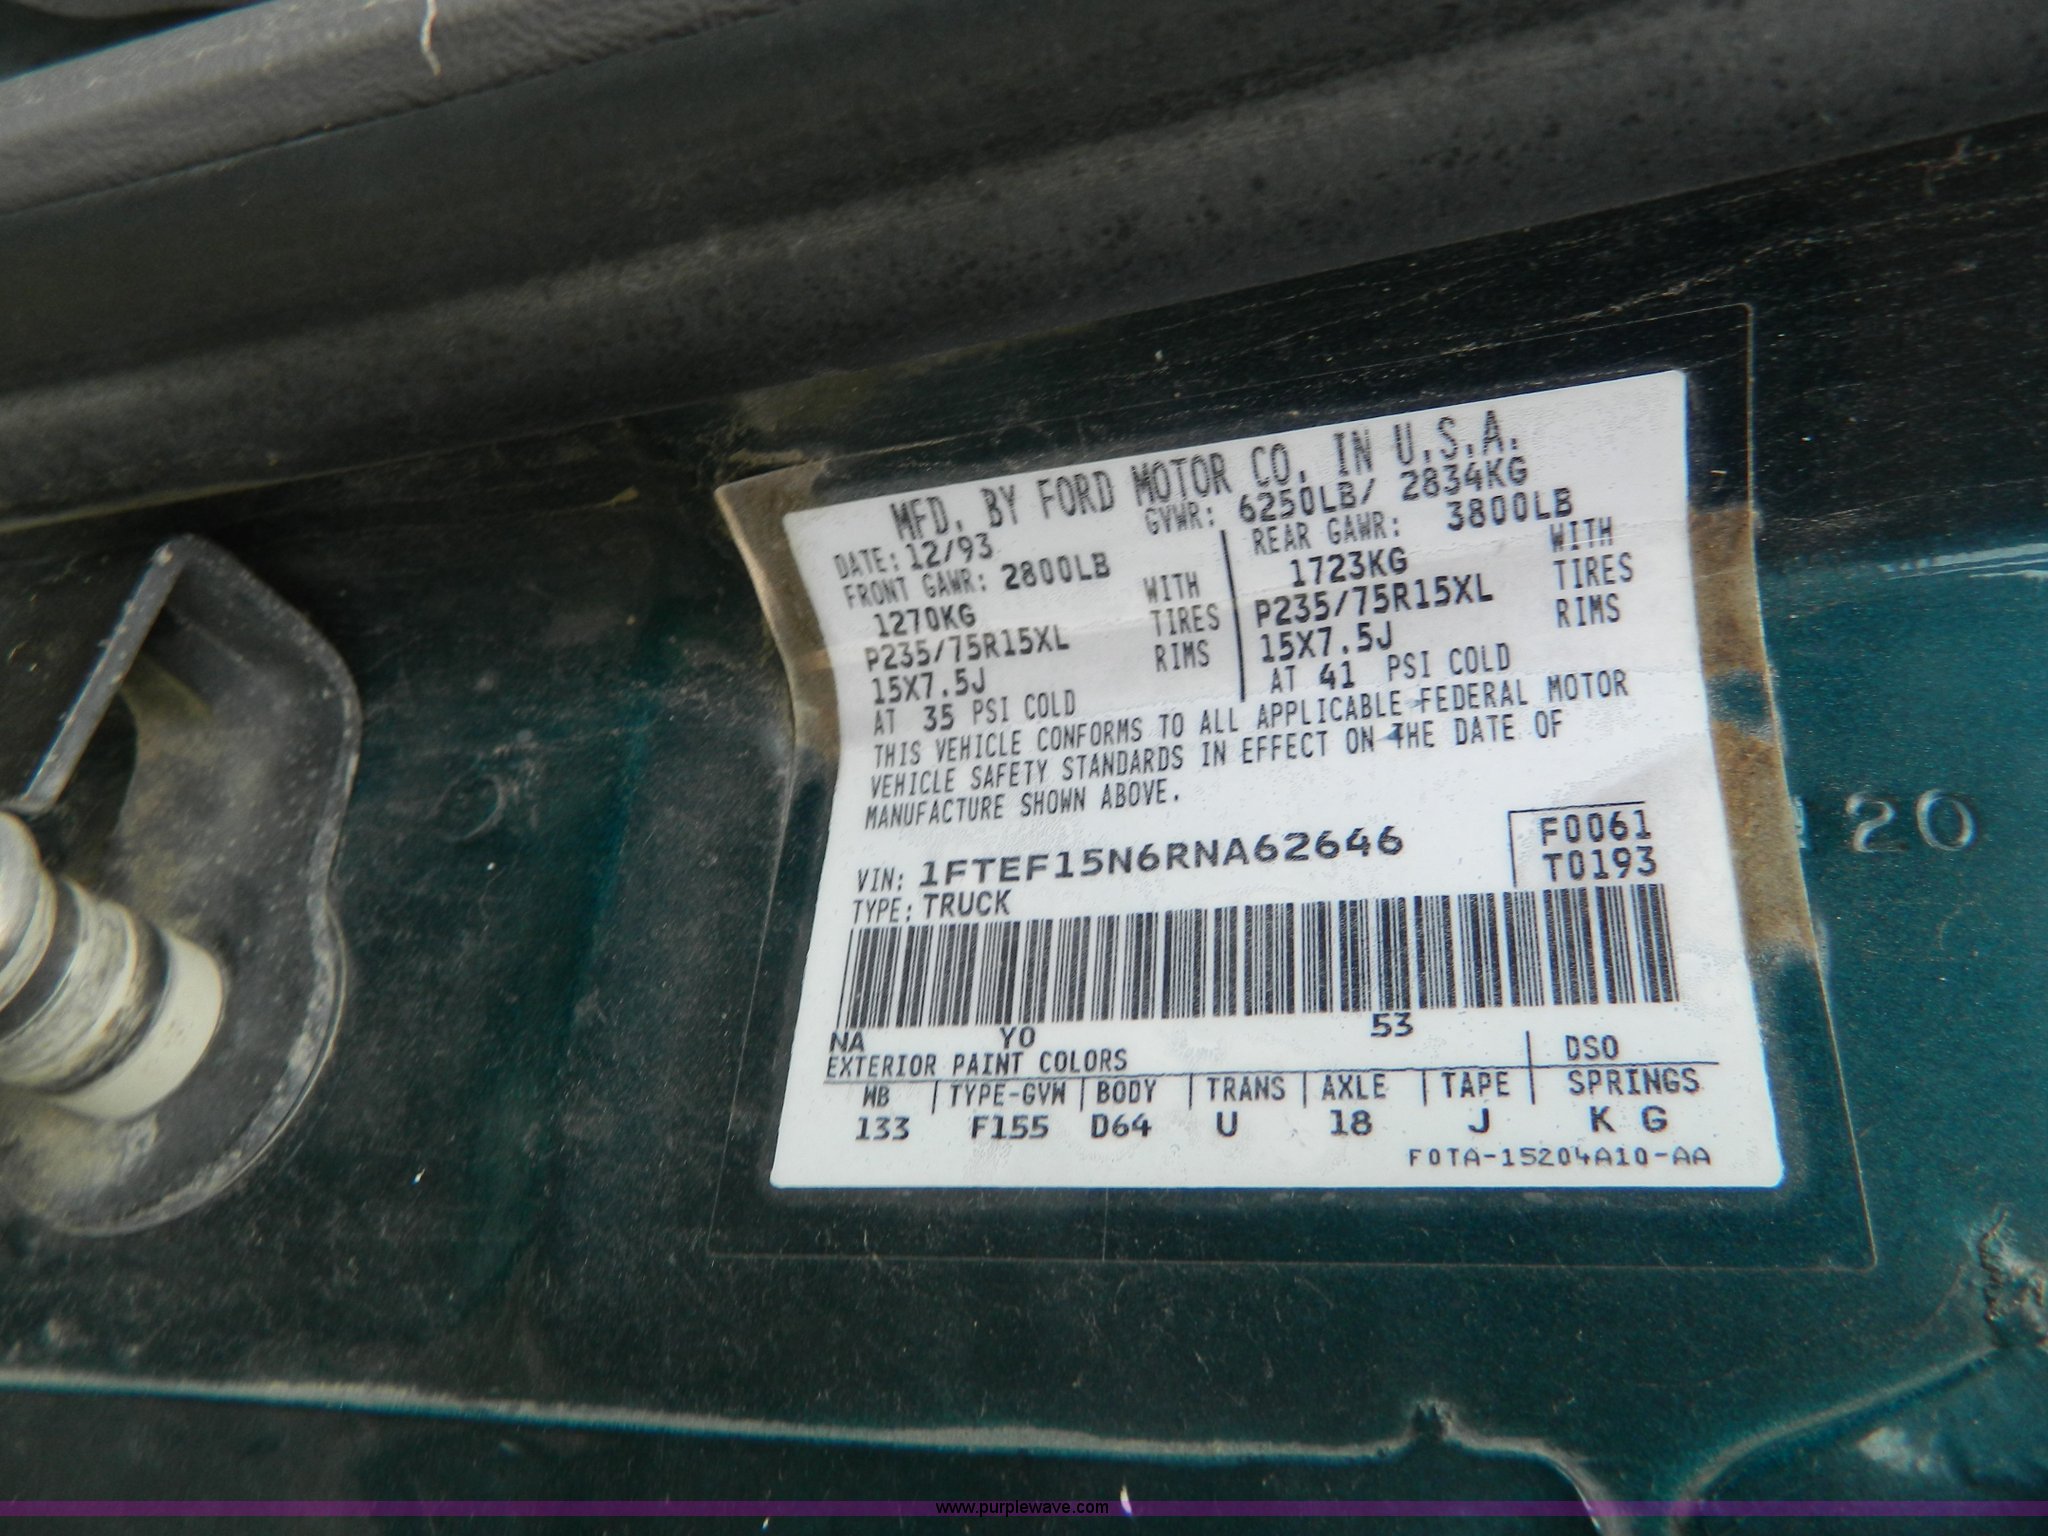 MFD. BY FORD MOTOR CO. IN U.S.A.
DATE: 12/93 GVWR: 6250LB/ 2834KG
FRONT GAWR: 2800LB
1270KG WITH
P235/75R15XL TIRES
15X7.5J RIMS
AT 35 PSI COLD
REAR GAWR: 3800LB
1723KG WITH
P235/75R15XL TIRES
15X7.5J RIMS
AT 41 PSI COLD
THIS VEHICLE CONFORMS TO ALL APPLICABLE FEDERAL MOTOR
VEHICLE SAFETY STANDARDS IN EFFECT ON THE DATE OF
MANUFACTURE SHOWN ABOVE.
VIN: 1FTEF15N6RNA62646
TYPE: TRUCK
F0061
T0193
NA YO 53
EXTERIOR PAINT COLORS DSO
WB TYPE-GVW BODY TRANS AXLE TAPE SPRINGS
133 F155 D64 U 18 J K G
F0TA-15204A10-AA
20
www.purplewave.com